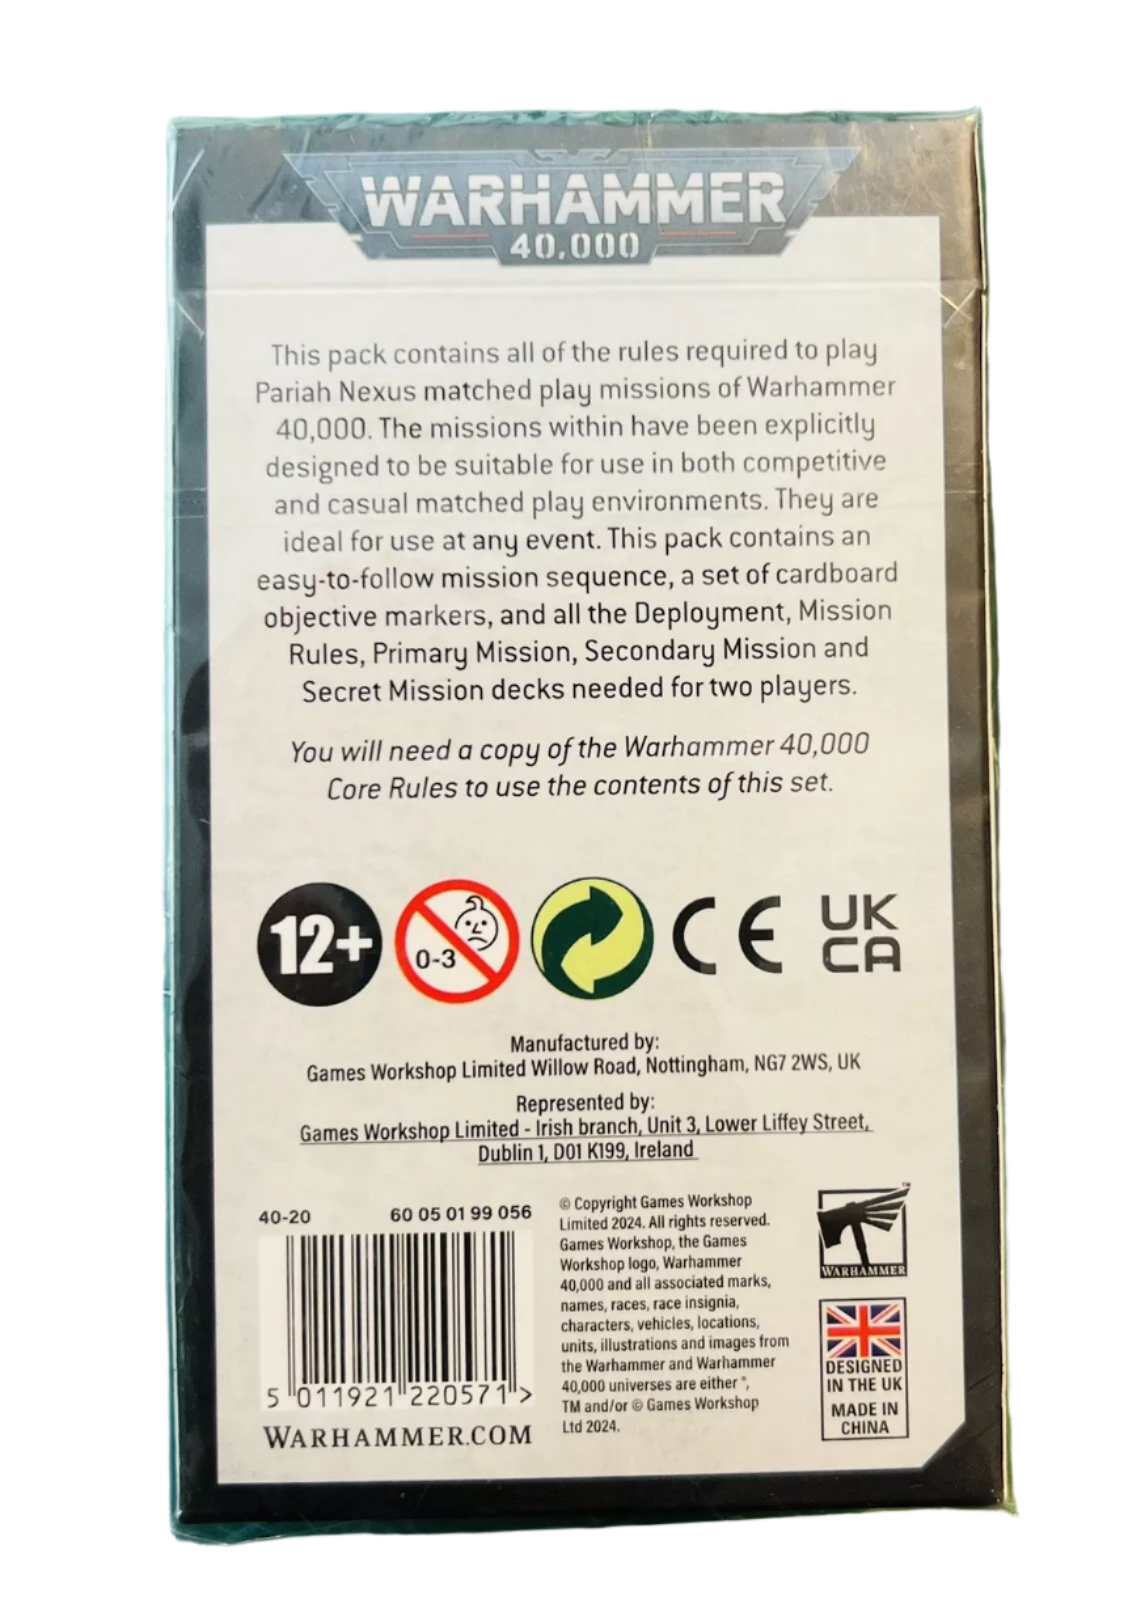 WARHAMMER
40,000
This pack contains all of the rules required to play
Pariah Nexus matched play missions of Warhammer
40,000. The missions within have been explicitly
designed to be suitable for use in both competitive
and casual matched play environments. They are
ideal for use at any event. This pack contains an
easy-to-follow mission sequence, a set of cardboard
objective markers, and all the Deployment, Mission
Rules, Primary Mission, Secondary Mission and
Secret Mission decks needed for two players.
You will need a copy of the Warhammer 40,000
Core Rules to use the contents of this set.
12+
0-3
CE
UK
CA
Manufactured by:
Games Workshop Limited Willow Road, Nottingham, NG7 2WS, UK
Represented by:
Games Workshop Limited - Irish branch, Unit 3, Lower Liffey Street,
Dublin 1, D01 K199, Ireland
40-20 60 05 01 99 056
5 011921 220571 >
WARHAMMER.COM
© Copyright Games Workshop
Limited 2024. All rights reserved.
Games Workshop, the Games
Workshop logo, Warhammer
40,000 and all associated marks,
names, races, race insignia,
characters, vehicles, locations,
units, illustrations and images from
the Warhammer and Warhammer
40,000 universes are either ®,
TM and/or © Games Workshop
Ltd 2024.
™
WARHAMMER
DESIGNED
IN THE UK
MADE IN
CHINA